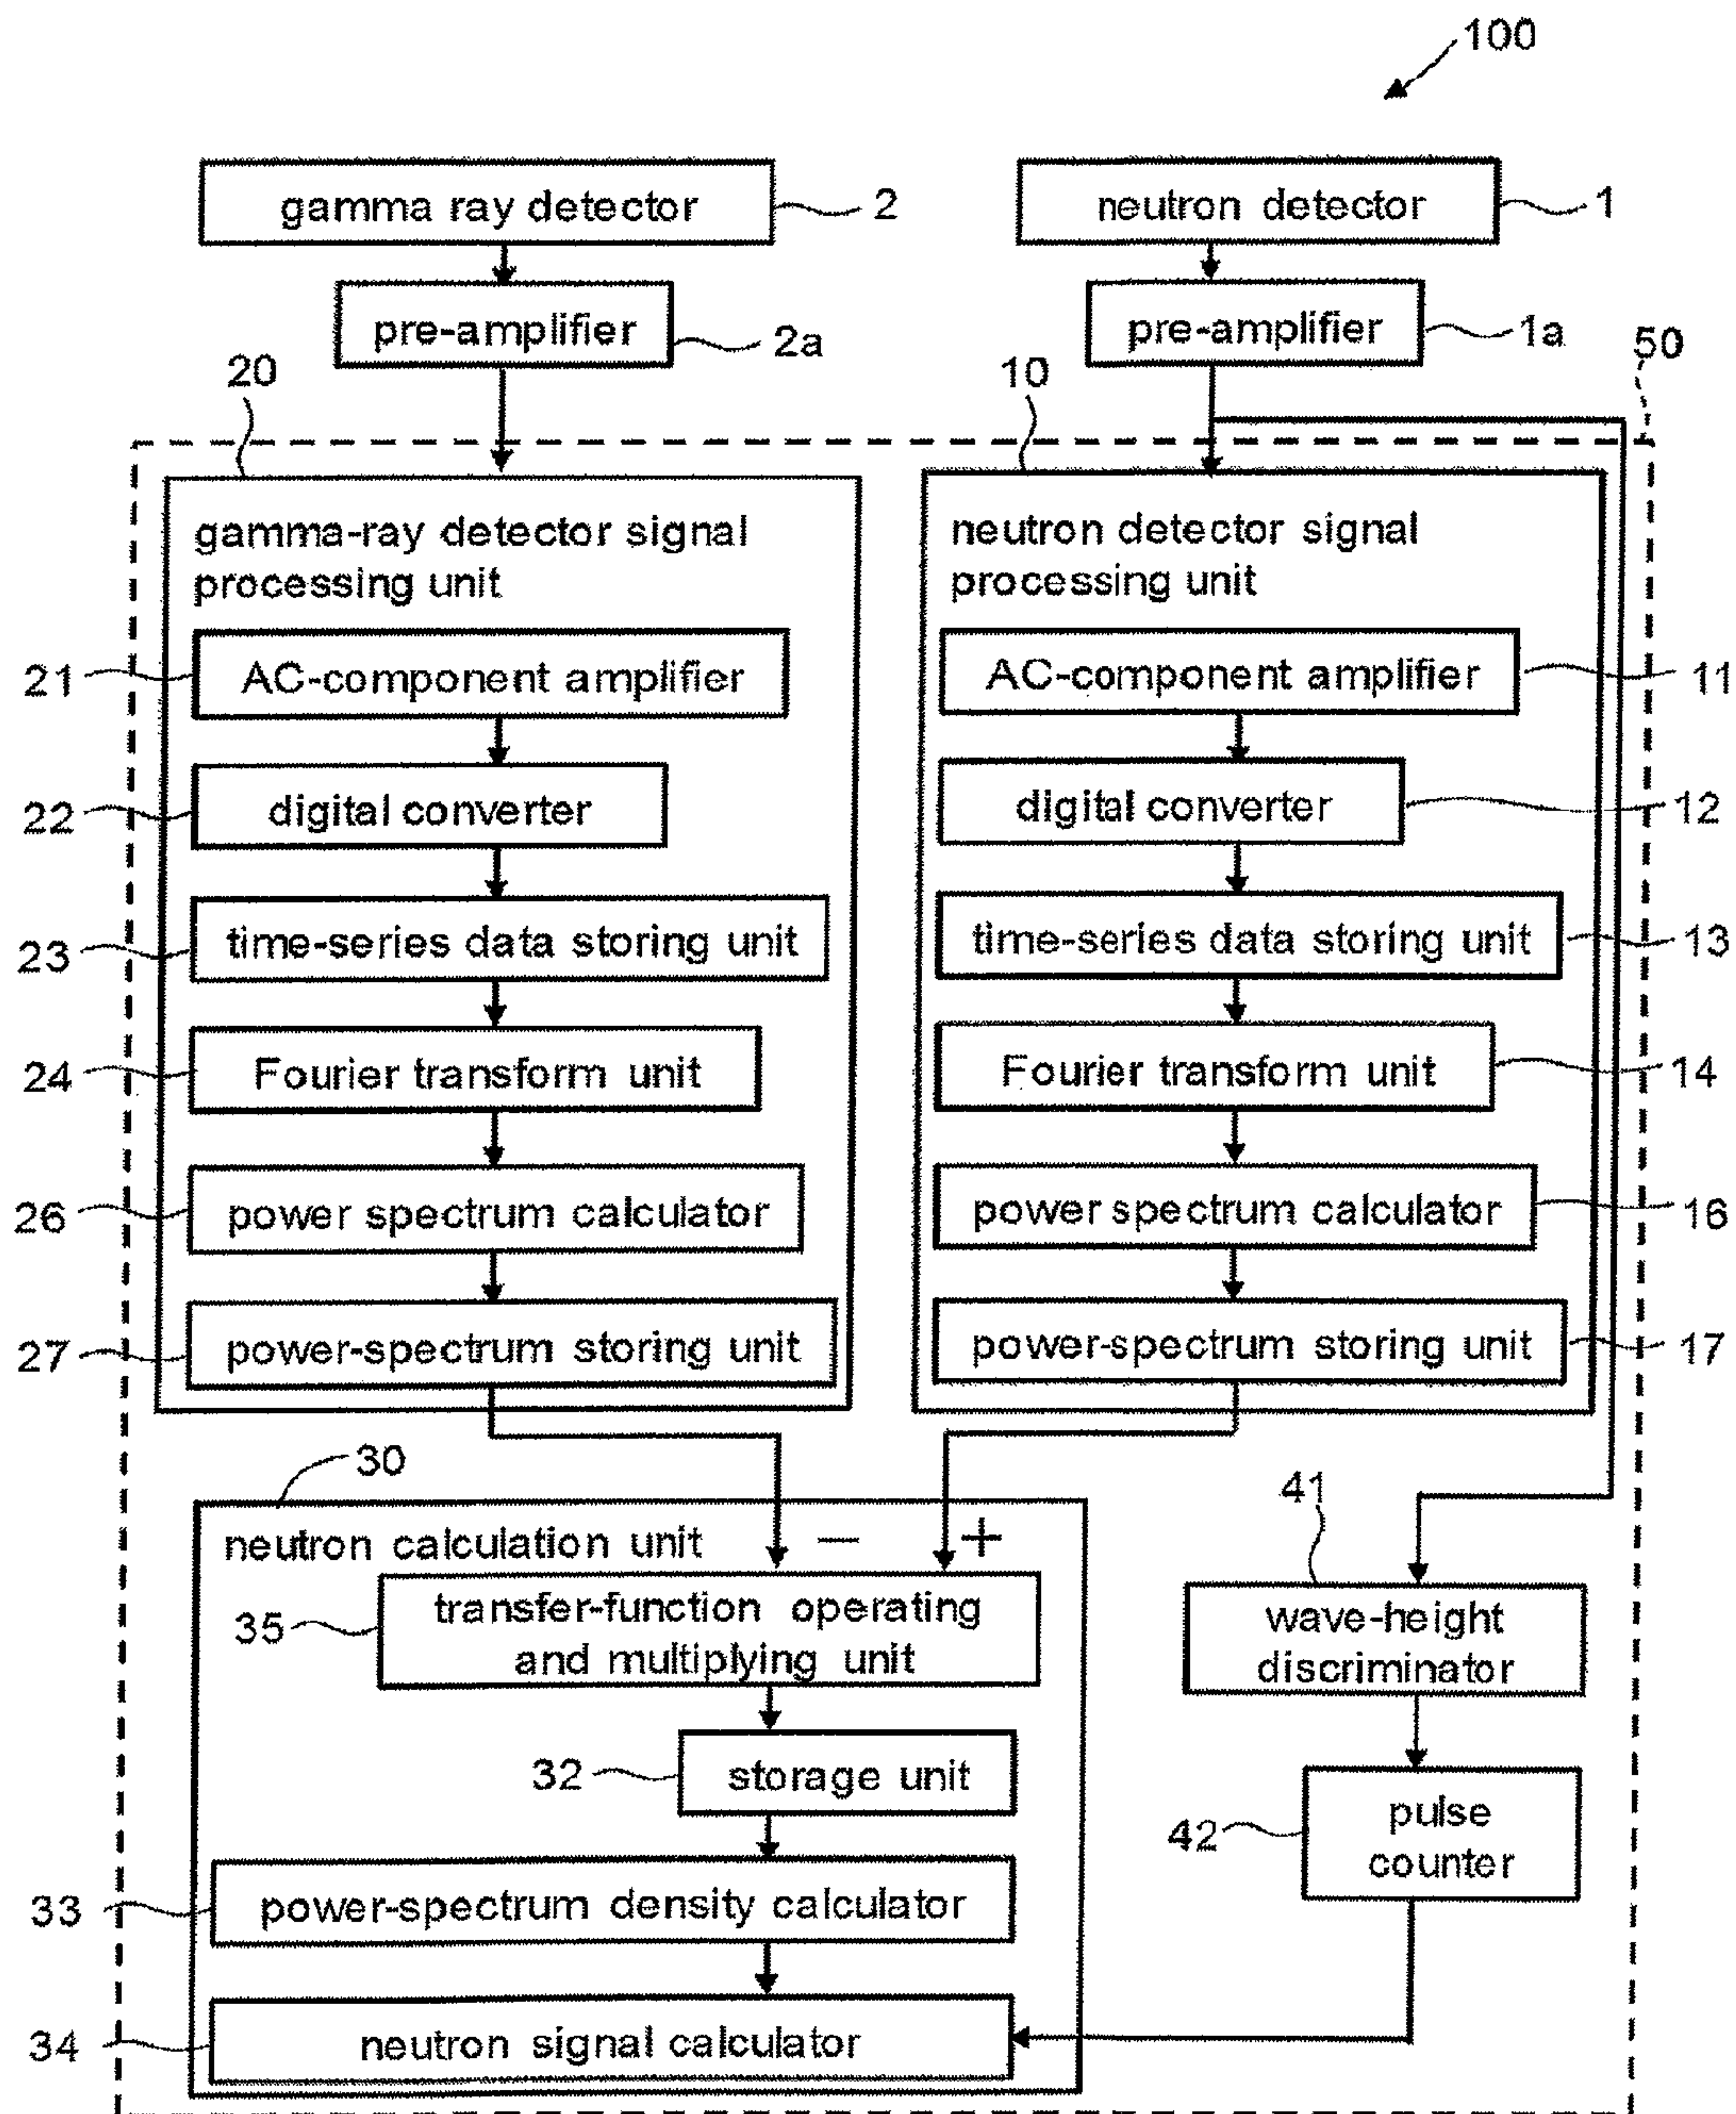 100
gamma ray detector
2
neutron detector
1
pre-amplifier
2a
pre-amplifier
1a
50
20
10
gamma-ray detector signal
processing unit
21
AC-component amplifier
22
digital converter
23
time-series data storing unit
24
Fourier transform unit
26
power spectrum calculator
27
power-spectrum storing unit
neutron detector signal
processing unit
AC-component amplifier
11
digital converter
12
time-series data storing unit
13
Fourier transform unit
14
power spectrum calculator
16
power-spectrum storing unit
17
30
neutron calculation unit
−
+
35
transfer-function operating
and multiplying unit
32
storage unit
33
power-spectrum density calculator
34
neutron signal calculator
41
wave-height
discriminator
42
pulse
counter